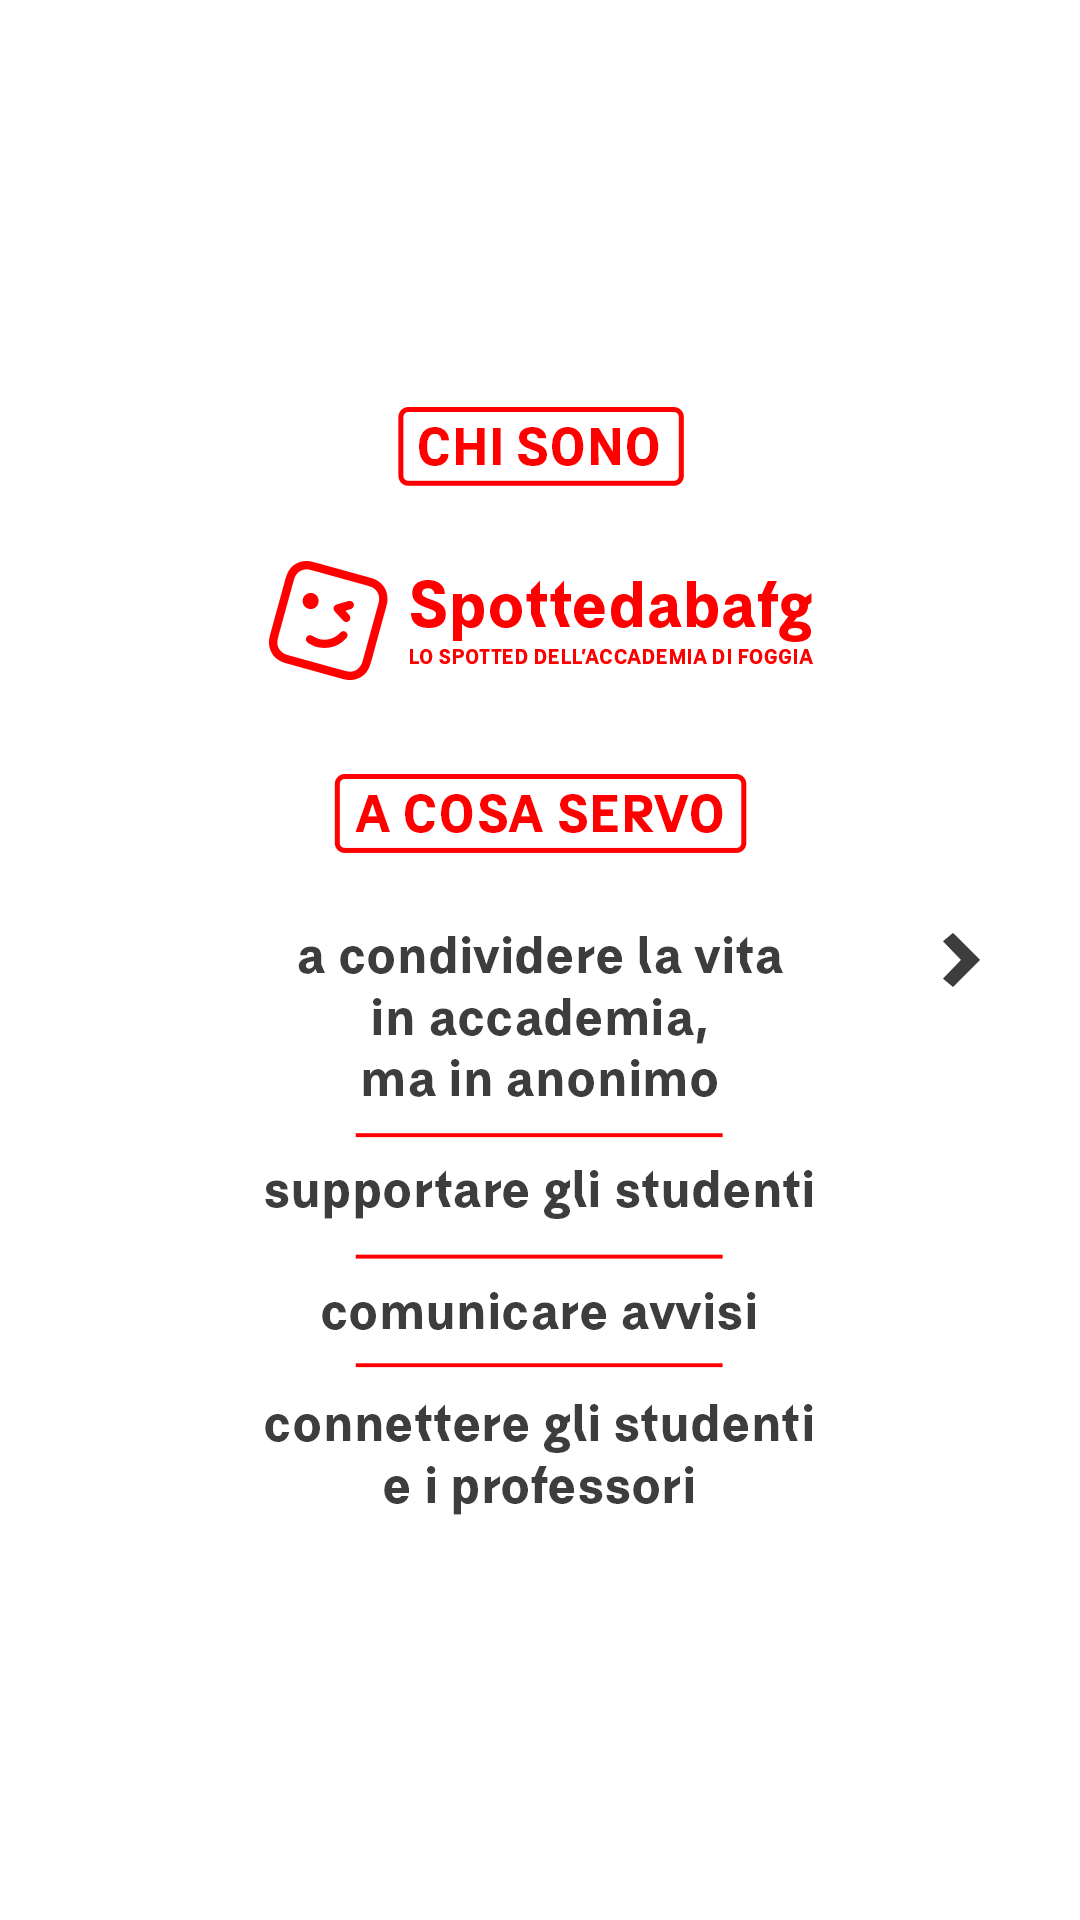 CHI SONO
Spottedabafg
LO SPOTTED DELL'ACCADEMIA DI FOGGIA
A COSA SERVO
a condividere la vita
in accademia,
ma in anonimo
supportare gli studenti
comunicare avvisi
connettere gli studenti
e i professori